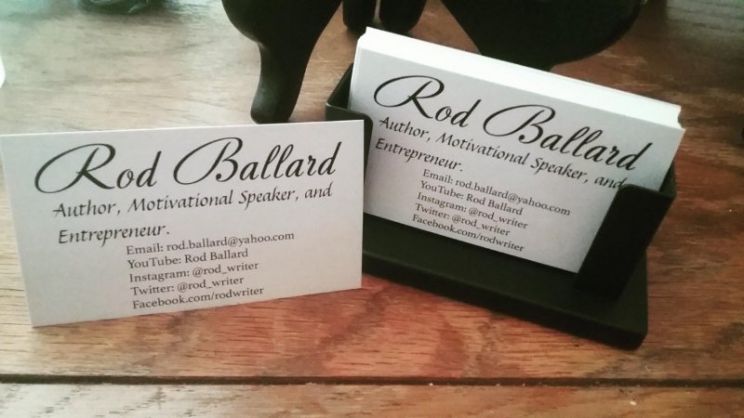 Rod Ballard
Author, Motivational Speaker, and
Entrepreneur.
Email: rod.ballard@yahoo.com
YouTube: Rod Ballard
Instagram: @rod_writer
Twitter: @rod_writer
Facebook.com/rodwriter
Rod Ballard
Author, Motivational Speaker, and
Entrepreneur.
Email: rod.ballard@yahoo.com
YouTube: Rod Ballard
Instagram: @rod_writer
Twitter: @rod_writer
Facebook.com/rodwriter